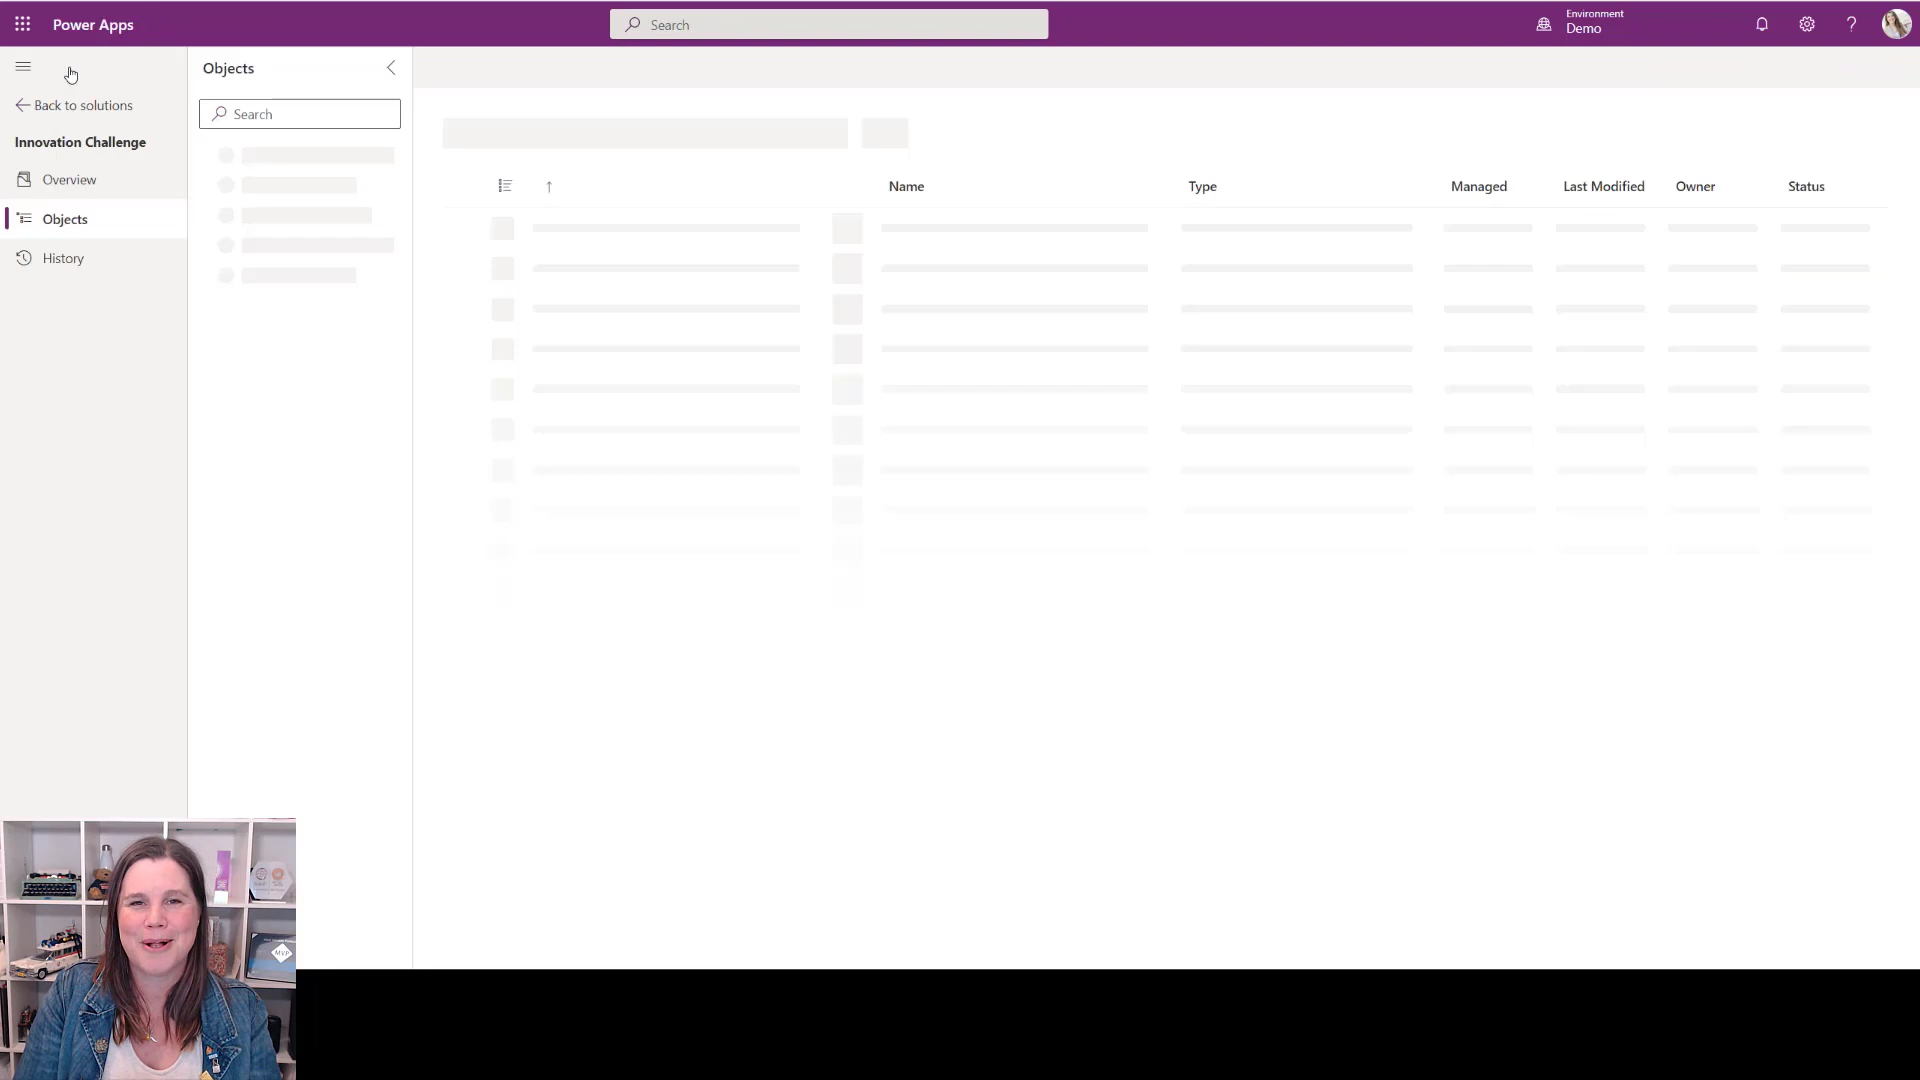 Power Apps
Search
Environment
Demo
Objects
Search
Back to solutions
Innovation Challenge
Overview
Objects
History
Name
Type
Managed
Last Modified
Owner
Status
MVP